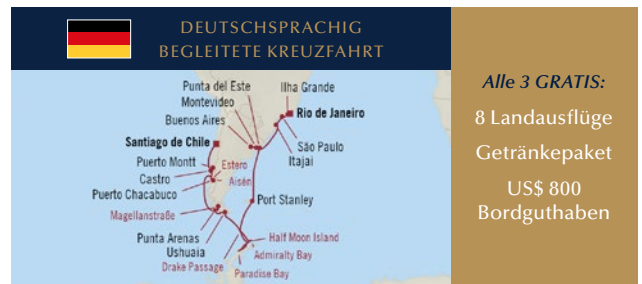 DEUTSCHSPRACHIG
BEGLEITETE KREUZFAHRT
Punta del Este
Ilha Grande
Montevideo
Rio de Janeiro
Buenos Aires
Santiago de Chile
São Paulo
Itajai
Puerto Montt
Estero
Castro
Aisén
Puerto Chacabuco
Port Stanley
Magellanstraße
Punta Arenas
Half Moon Island
Ushuaia
Admiralty Bay
Drake Passage
Paradise Bay
Alle 3 GRATIS:
8 Landausflüge
Getränkepaket
US$ 800
Bordguthaben